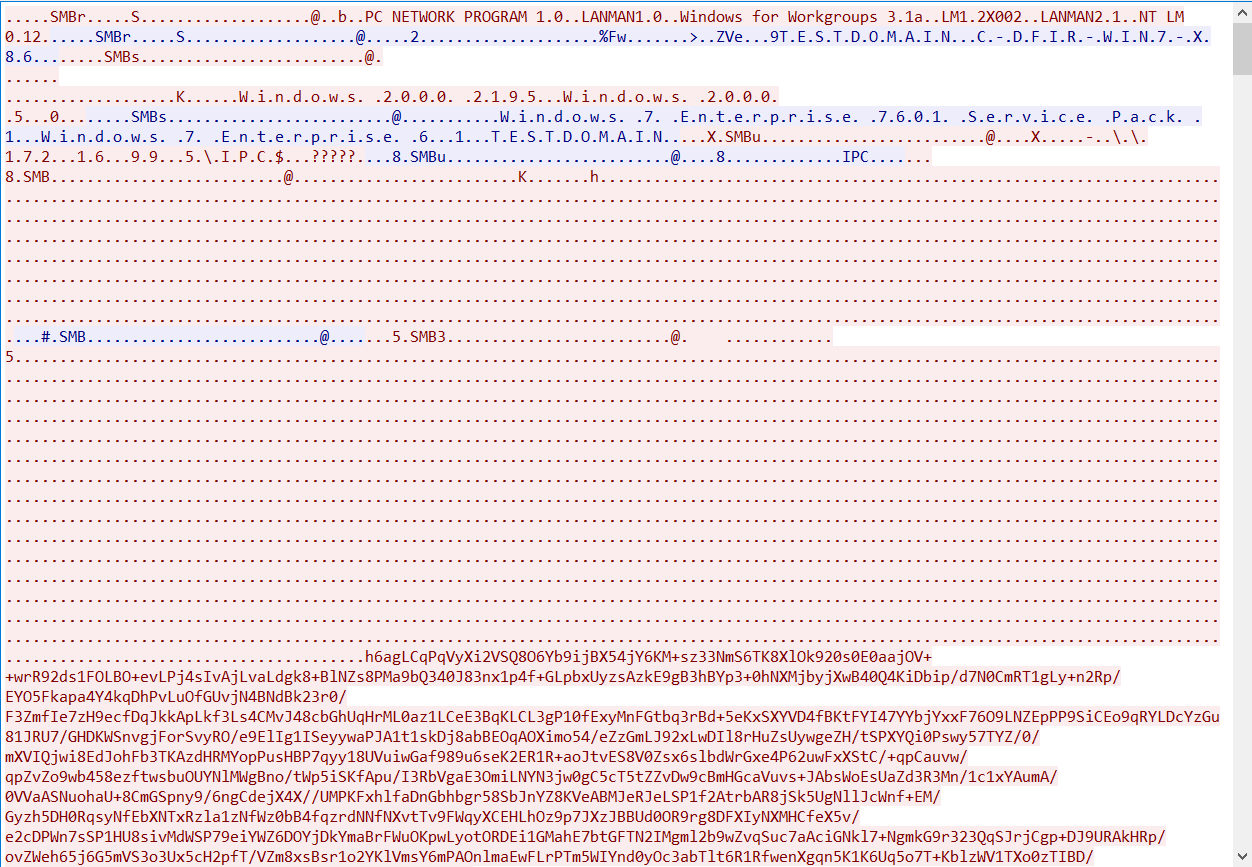 .....SMBr.....S...................@..b..PC NETWORK PROGRAM 1.0..LANMAN1.0..Windows for Workgroups 3.1a..LM1.2X002..LANMAN2.1..NT LM
0.12......SMBr.....S...................@.....2....................%Fw.......>..ZVe...9T.E.S.T.D.O.M.A.I.N...C.-.D.F.I.R.-.W.I.N.7.-.X.
8.6........SMBs.........................@.
......
...................K......W.i.n.d.o.w.s. .2.0.0.0. .2.1.9.5...W.i.n.d.o.w.s. .2.0.0.0.
.5...0........SMBs.........................@...........W.i.n.d.o.w.s. .7. .E.n.t.e.r.p.r.i.s.e. .7.6.0.1. .S.e.r.v.i.c.e. .P.a.c.k. .
1...W.i.n.d.o.w.s. .7. .E.n.t.e.r.p.r.i.s.e. .6...1...T.E.S.T.D.O.M.A.I.N.....X.SMBu.........................@....X.....-..\.\.
1.7.2...1.6...9.9...5.\.I.P.C.$...?????....8.SMBu.........................@....8.............IPC.......
8.SMB..........................@.........................K.......h.....................................................................
....#.SMB..........................@..........5.SMB3.........................@.    ............
5......................................................................................................................................
........................................h6agLCqPqVyXi2VSQ8O6Yb9ijBX54jY6KM+sz33NmS6TK8XlOk920s0E0aajOV+
+wrR92ds1FOLBO+evLPj4sIvAjLvaLdgk8+BlNZs8PMa9bQ340J83nx1p4f+GLpbxUyzsAzkE9gB3hBYp3+0hNXMjbyjXwB40Q4KiDbip/d7N0CmRT1gLy+n2Rp/
EYO5Fkapa4Y4kqDhPvLuOfGUvjN4BNdBk23r0/
F3ZmfIe7zH9ecfDqJkkApLkf3Ls4CMvJ48cbGhUqHrML0az1LCeE3BqKLCL3gP10fExyMnFGtbq3rBd+5eKxSXYVD4fBKtFYI47YYbjYxxF76O9LNZEpPP9SiCEo9qRYLDcYzGu
81JRU7/GHDKWSnvgjForSvyRO/e9ElIg1ISeyywaPJA1t1skDj8abBEOqAOXimo54/eZzGmLJ92xLwDIl8rHuZsUywgeZH/tSPXYQi0Pswy57TYZ/0/
mXVIQjwi8EdJohFb3TKAzdHRMYopPusHBP7qyy18UVuiwGaf989u6seK2ER1R+aoJtvES8V0Zsx6slbdWrGxe4P62uwFxXStC/+qpCauvw/
qpZvZo9wb458ezftwsbuOUYNlMWgBno/tWp5iSKfApu/I3RbVgaE3OmiLNYN3jw0gC5cT5tZZvDw9cBmHGcaVuvs+JAbsWoEsUaZd3R3Mn/1c1xYAumA/
0VVaASNuohaU+8CmGSpny9/6ngCdejX4X//UMPKFxhlfaDnGbhbgr58SbJnYZ8KVeABMJeRJeLSP1f2AtrbAR8jSk5UgNllJcWnf+EM/
Gyzh5DH0RqsyNfEbXNTxRzla1zNfWz0bB4fqzrdNNfNXvtTv9FWqyXCEHLhOz9p7JXzJBBUd0OR9rg8DFXIyNXMHCfeX5v/
e2cDPWn7sSP1HU8sivMdWSP79eiYWZ6DOYjDkYmaBrFWuOKpwLyotORDEi1GMahE7btGFTN2IMgml2b9wZvqSuc7aAciGNkl7+NgmkG9r323QqSJrjCgp+DJ9URAkHRp/
ovZWeh65j6G5mVS3o3Ux5cH2pfT/VZm8xsBsr1o2YKlVmsY6mPAOnlmaEwFLrPTm5WIYnd0yOc3abTlt6R1RfwenXgqn5K1K6Uq5o7T+KblzWV1TXo0zTIBD/